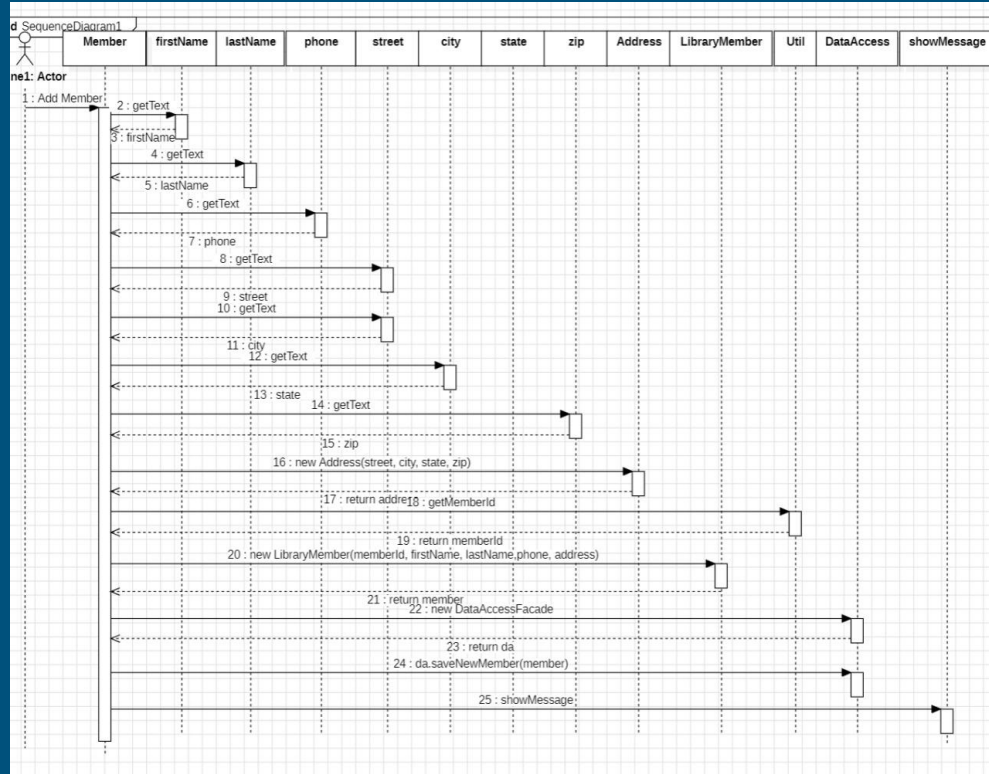 d SequenceDiagram1
Member firstName lastName phone street city state zip Address LibraryMember Util DataAccess showMessage
ne1: Actor
1 : Add Member
2 : getText
3 : firstName
4 : getText
5 : lastName
6 : getText
7 : phone
8 : getText
9 : street
10 : getText
11 : city
12 : getText
13 : state
14 : getText
15 : zip
16 : new Address(street, city, state, zip)
17 : return address
18 : getMemberId
19 : return memberId
20 : new LibraryMember(memberId, firstName, lastName,phone, address)
21 : return member
22 : new DataAccessFacade
23 : return da
24 : da.saveNewMember(member)
25 : showMessage